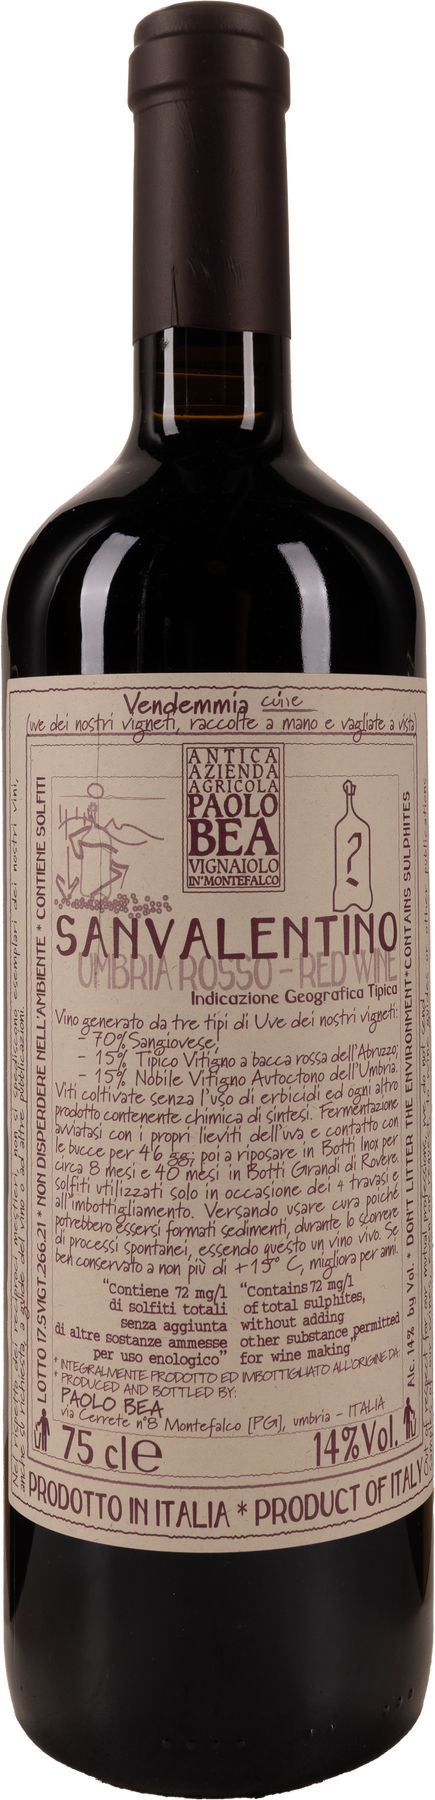 Vendemmia
(uve dei nostri vigneti, raccolte a mano e vagliate a vista)
ANTICA
AZIENDA
AGRICOLA
PAOLO
BEA
VIGNAIOLO
IN*MONTEFALCO
?
SANVALENTINO
UMBRIA ROSSO - RED WINE
Indicazione Geografica Tipica
Vino generato da tre tipi di Uve dei nostri vigneti:
- 70% Sangiovese,
- 15% Tipico Vitigno a bacca rossa dell'Abruzzo;
- 15% Nobile Vitigno Autoctono dell'Umbria.
Viti coltivate senza l'uso di erbicidi ed ogni altro
prodotto contenente chimica di sintesi. Fermentazione
avviatasi con i propri lieviti dell'uva e contatto con
le bucce per 46 gg, poi a riposare in Botti Inox per
circa 8 mesi e 40 mesi in Botti Grandi di Rovere.
solfiti utilizzati solo in occasione dei 4 travasi e
all'imbottigliamento. Versando usare cura poiché
potrebbero essersi formati sedimenti, durante lo scorrere
di processi spontanei, essendo questo un vino vivo. Se
ben conservato a non più di +15° C, migliora per anni.
"Contiene 72 mg/l
di solfiti totali
senza aggiunta
di altre sostanze ammesse
per uso enologico"
"Contains 72 mg/l
of total sulphites,
without adding
other substance permitted
for wine making"
* INTEGRALMENTE PRODOTTO ED IMBOTTIGLIATO ALL'ORIGINE DA:
* PRODUCED AND BOTTLED BY:
PAOLO BEA
via Cerrete n°8 Montefalco [PG], umbria - ITALIA
75 cl e
14% Vol.
PRODOTTO IN ITALIA * PRODUCT OF ITALY
LOTTO 17.SVIGT.266.21 * NON DISPERDERE NELL'AMBIENTE * CONTIENE SOLFITI
Alc. 14% by Vol. * DON'T LITTER THE ENVIRONMENT * CONTAINS SULPHITES